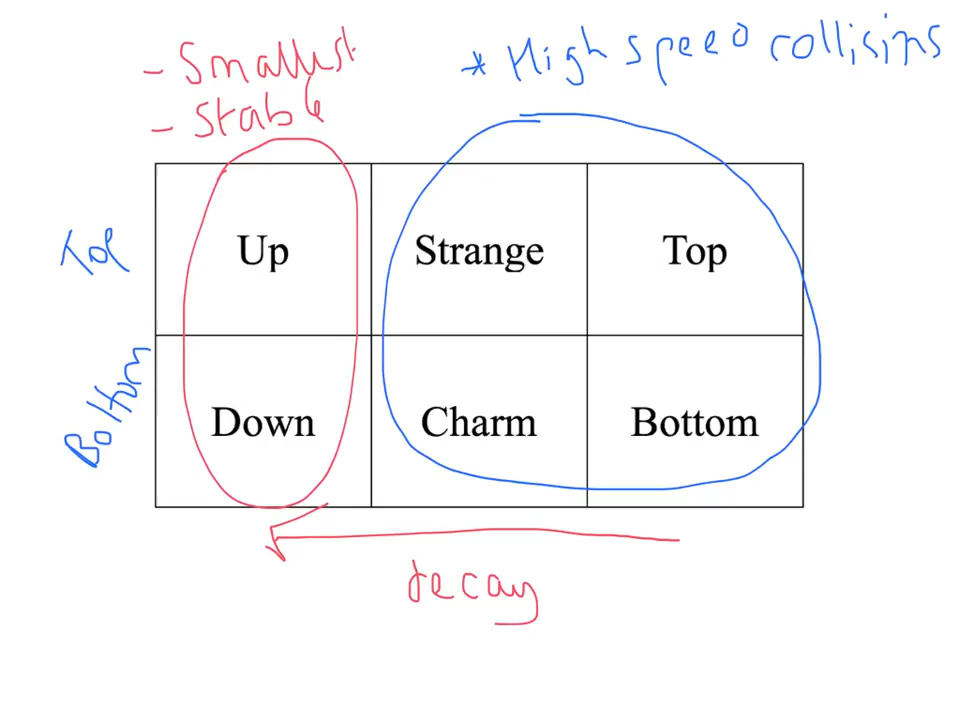 - Smallest
- Stable
* High speed collisins
Top
Up
Strange
Top
Bottom
Down
Charm
Bottom
decay